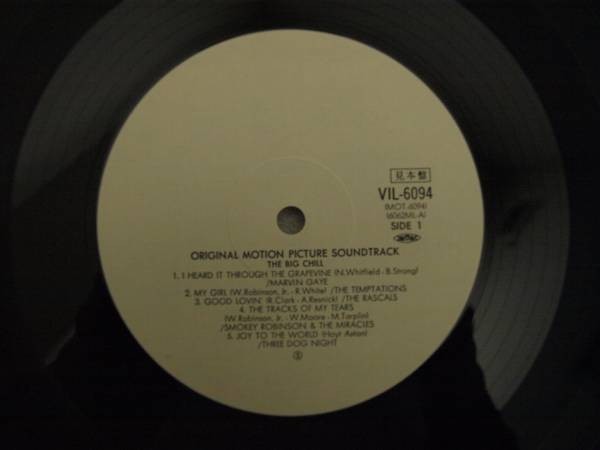 見本盤
VIL-6094
(MOT-6094)
(6062ML-A)
SIDE 1
ORIGINAL MOTION PICTURE SOUNDTRACK
THE BIG CHILL
1. I HEARD IT THROUGH THE GRAPEVINE (N. Whitfield - B. Strong)
/MARVIN GAYE
2. MY GIRL (W. Robinson, Jr. - R. White) /THE TEMPTATIONS
3. GOOD LOVIN' (R. Clark - A. Resnick) /THE RASCALS
4. THE TRACKS OF MY TEARS
(W. Robinson, Jr. - W. Moore - M. Tarplin)
/SMOKEY ROBINSON & THE MIRACLES
5. JOY TO THE WORLD (Hoyt Axton)
/THREE DOG NIGHT